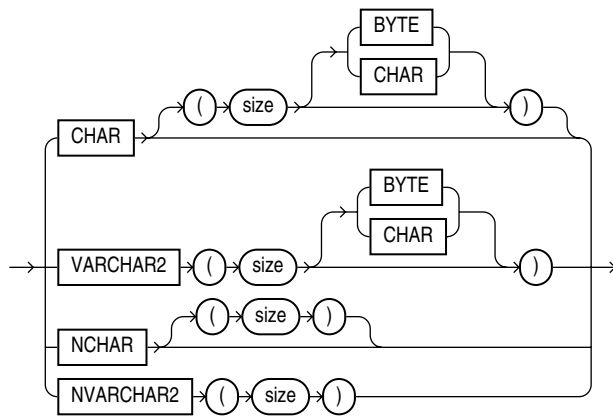 BYTE
CHAR
( size )
CHAR
BYTE
CHAR
VARCHAR2 ( size )
( size )
NCHAR
NVARCHAR2 ( size )